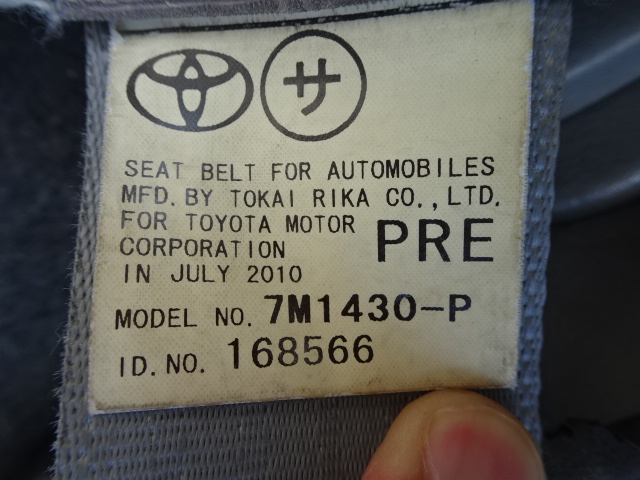 サ
SEAT BELT FOR AUTOMOBILES
MFD. BY TOKAI RIKA CO., LTD.
FOR TOYOTA MOTOR
CORPORATION PRE
IN JULY 2010
MODEL NO. 7M1430-P
ID. NO. 168566